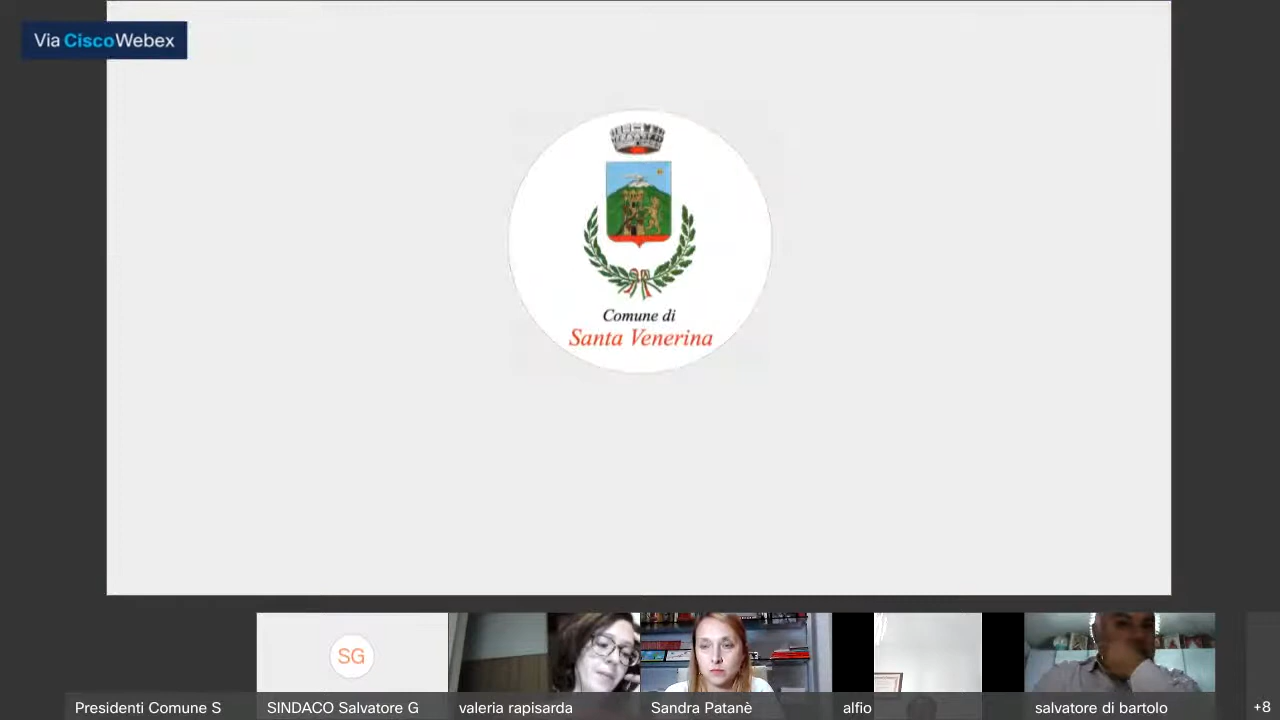 Via CiscoWebex
Comune di
Santa Venerina
SG
Presidenti Comune S
SINDACO Salvatore G
valeria rapisarda
Sandra Patanè
alfio
salvatore di bartolo
+8